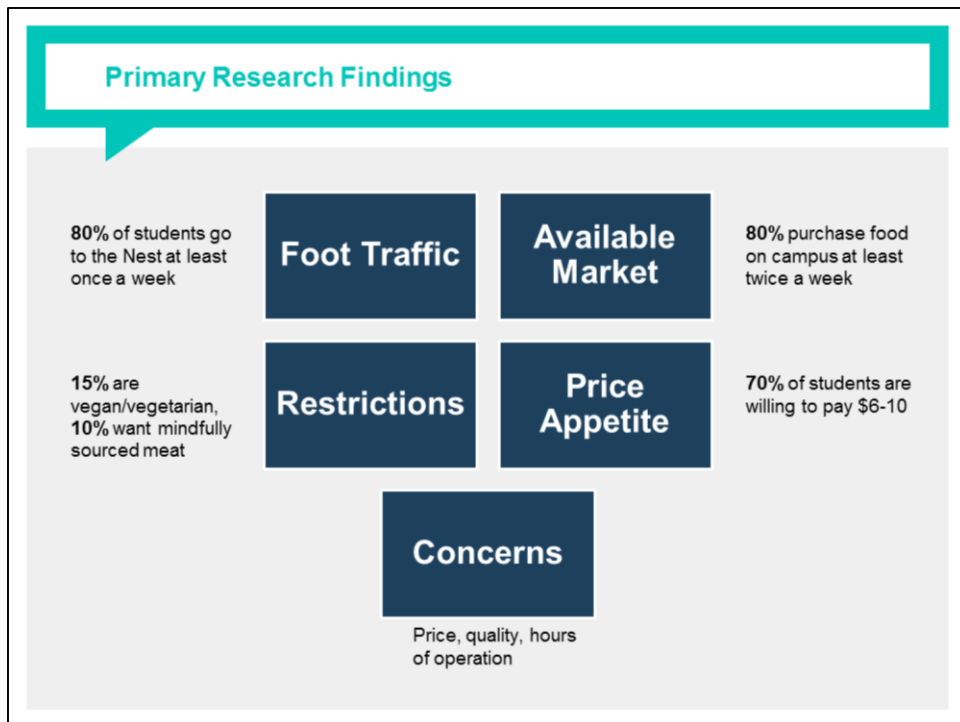 Primary Research Findings
80% of students go
to the Nest at least
once a week
Foot Traffic
Available
Market
80% purchase food
on campus at least
twice a week
15% are
vegan/vegetarian,
10% want mindfully
sourced meat
Restrictions
Price
Appetite
70% of students are
willing to pay $6-10
Concerns
Price, quality, hours
of operation